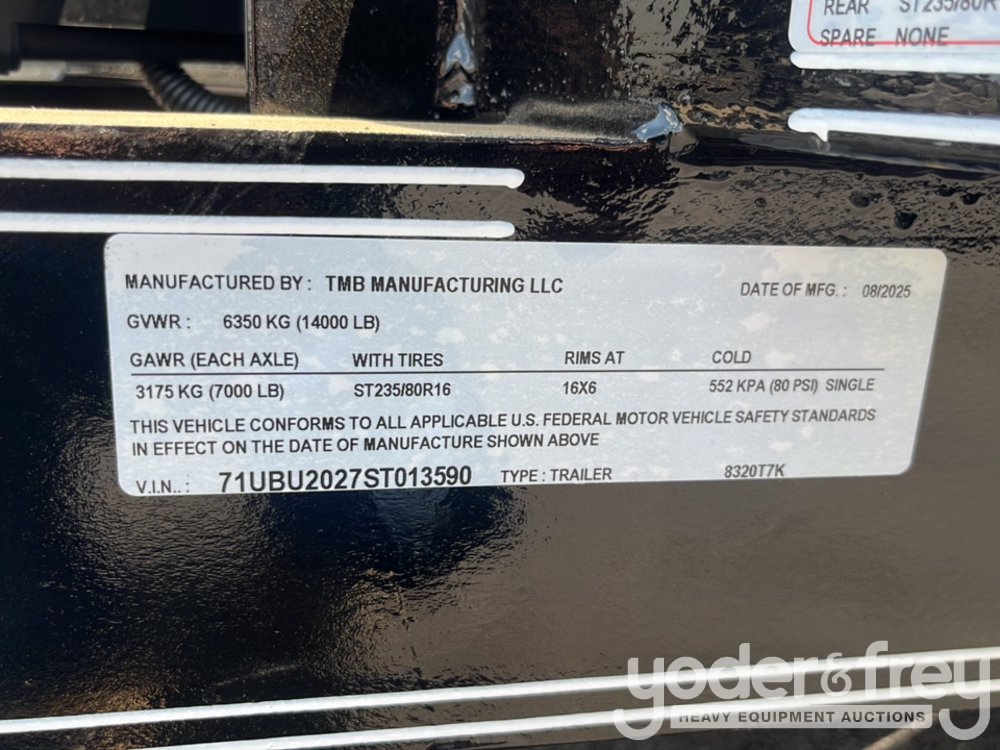 REAR ST235/80R
SPARE NONE
MANUFACTURED BY : TMB MANUFACTURING LLC DATE OF MFG. : 08/2025
GVWR : 6350 KG (14000 LB)
GAWR (EACH AXLE) WITH TIRES RIMS AT COLD
3175 KG (7000 LB) ST235/80R16 16X6 552 KPA (80 PSI) SINGLE
THIS VEHICLE CONFORMS TO ALL APPLICABLE U.S. FEDERAL MOTOR VEHICLE SAFETY STANDARDS
IN EFFECT ON THE DATE OF MANUFACTURE SHOWN ABOVE
V.I.N.. : 71UBU2027ST013590 TYPE : TRAILER 8320T7K
yoder&frey
HEAVY EQUIPMENT AUCTIONS